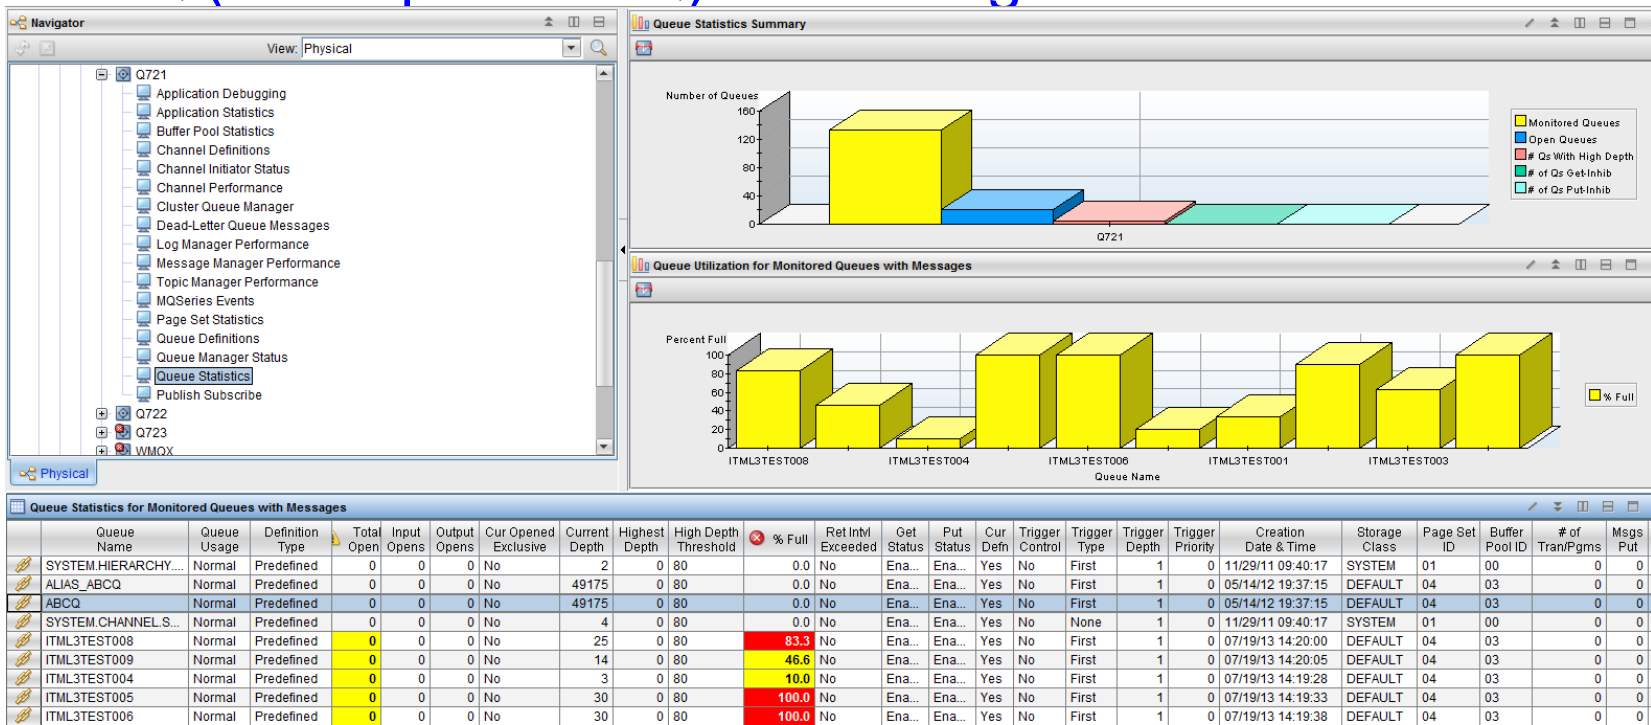 Navigator
View: Physical
Q721
Application Debugging
Application Statistics
Buffer Pool Statistics
Channel Definitions
Channel Initiator Status
Channel Performance
Cluster Queue Manager
Dead-Letter Queue Messages
Log Manager Performance
Message Manager Performance
Topic Manager Performance
MQSeries Events
Page Set Statistics
Queue Definitions
Queue Manager Status
Queue Statistics
Publish Subscribe
Q722
Q723
WMQX
Physical
Queue Statistics Summary
Number of Queues
160
120
80
40
0
Q721
Monitored Queues
Open Queues
# Qs With High Depth
# of Qs Get-Inhib
# of Qs Put-Inhib
Queue Utilization for Monitored Queues with Messages
Percent Full
100
80
60
40
20
0
ITML3TEST008 ITML3TEST004 ITML3TEST006 ITML3TEST001 ITML3TEST003
Queue Name
% Full
Queue Statistics for Monitored Queues with Messages
Queue Name Queue Usage Definition Type Total Open Input Opens Output Opens Cur Opened Exclusive Current Depth Highest Depth High Depth Threshold % Full Ret Intvl Exceeded Get Status Put Status Cur Defn Trigger Control Trigger Type Trigger Depth Trigger Priority Creation Date & Time Storage Class Page Set ID Buffer Pool ID # of Tran/Pgms Msgs Put
SYSTEM.HIERARCHY.... Normal Predefined 0 0 0 No 2 0 80 0.0 No Ena... Ena... Yes No First 1 0 11/29/11 09:40:17 SYSTEM 01 00 0 0
ALIAS_ABCQ Normal Predefined 0 0 0 No 49175 0 80 0.0 No Ena... Ena... Yes No First 1 0 05/14/12 19:37:15 DEFAULT 04 03 0 0
ABCQ Normal Predefined 0 0 0 No 49175 0 80 0.0 No Ena... Ena... Yes No First 1 0 05/14/12 19:37:15 DEFAULT 04 03 0 0
SYSTEM.CHANNEL.S... Normal Predefined 0 0 0 No 4 0 80 0.0 No Ena... Ena... Yes No None 1 0 11/29/11 09:40:17 SYSTEM 01 00 0 0
ITML3TEST008 Normal Predefined 0 0 0 No 25 0 80 83.3 No Ena... Ena... Yes No First 1 0 07/19/13 14:20:00 DEFAULT 04 03 0 0
ITML3TEST009 Normal Predefined 0 0 0 No 14 0 80 46.6 No Ena... Ena... Yes No First 1 0 07/19/13 14:20:05 DEFAULT 04 03 0 0
ITML3TEST004 Normal Predefined 0 0 0 No 3 0 80 10.0 No Ena... Ena... Yes No First 1 0 07/19/13 14:19:28 DEFAULT 04 03 0 0
ITML3TEST005 Normal Predefined 0 0 0 No 30 0 80 100.0 No Ena... Ena... Yes No First 1 0 07/19/13 14:19:33 DEFAULT 04 03 0 0
ITML3TEST006 Normal Predefined 0 0 0 No 30 0 80 100.0 No Ena... Ena... Yes No First 1 0 07/19/13 14:19:38 DEFAULT 04 03 0 0